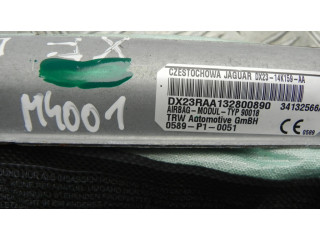 XE
M4001
CZESTOCHOWA JAGUAR DX23-14K159-AA
DX23RAA132800890
AIRBAG-MODUL-TYP 90018
34132566
TRW Automotive GmBH
0589-P1-0051
CE